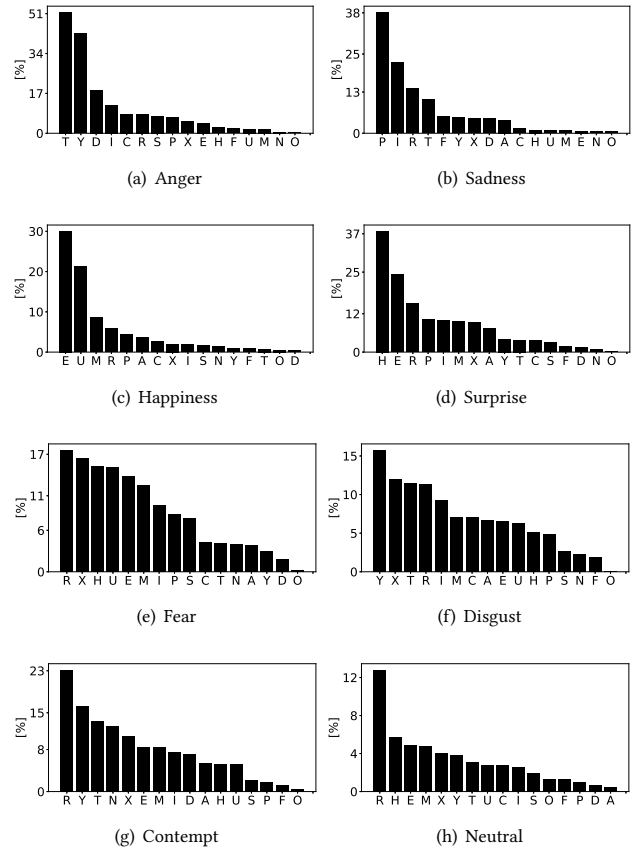 [%]
51
34
17
0
T Y D I C R S P X E H F U M N O
(a) Anger
[%]
38
25
13
0
P I R T F Y X D A C H U M E N O
(b) Sadness
[%]
30
20
10
0
E U M R P A C X I S N Y F T O D
(c) Happiness
[%]
37
25
12
0
H E R P I M X A Y T C S F D N O
(d) Surprise
[%]
17
11
6
0
R X H U E M I P S C T N A Y D O
(e) Fear
[%]
15
10
5
0
Y X T R I M C A E U H P S N F O
(f) Disgust
[%]
23
15
8
0
R Y T N X E M I D A H U S P F O
(g) Contempt
[%]
12
8
4
0
R H E M X Y T U C I S O F P D A
(h) Neutral